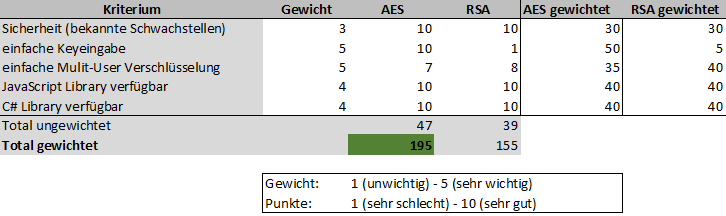 Kriterium Gewicht AES RSA AES gewichtet RSA gewichtet
Sicherheit (bekannte Schwachstellen) 3 10 10 30 30
einfache Keyeingabe 5 10 1 50 5
einfache Mulit-User Verschlüsselung 5 7 8 35 40
JavaScript Library verfügbar 4 10 10 40 40
C# Library verfügbar 4 10 10 40 40
Total ungewichtet 47 39
Total gewichtet 195 155
Gewicht: 1 (unwichtig) - 5 (sehr wichtig)
Punkte: 1 (sehr schlecht) - 10 (sehr gut)